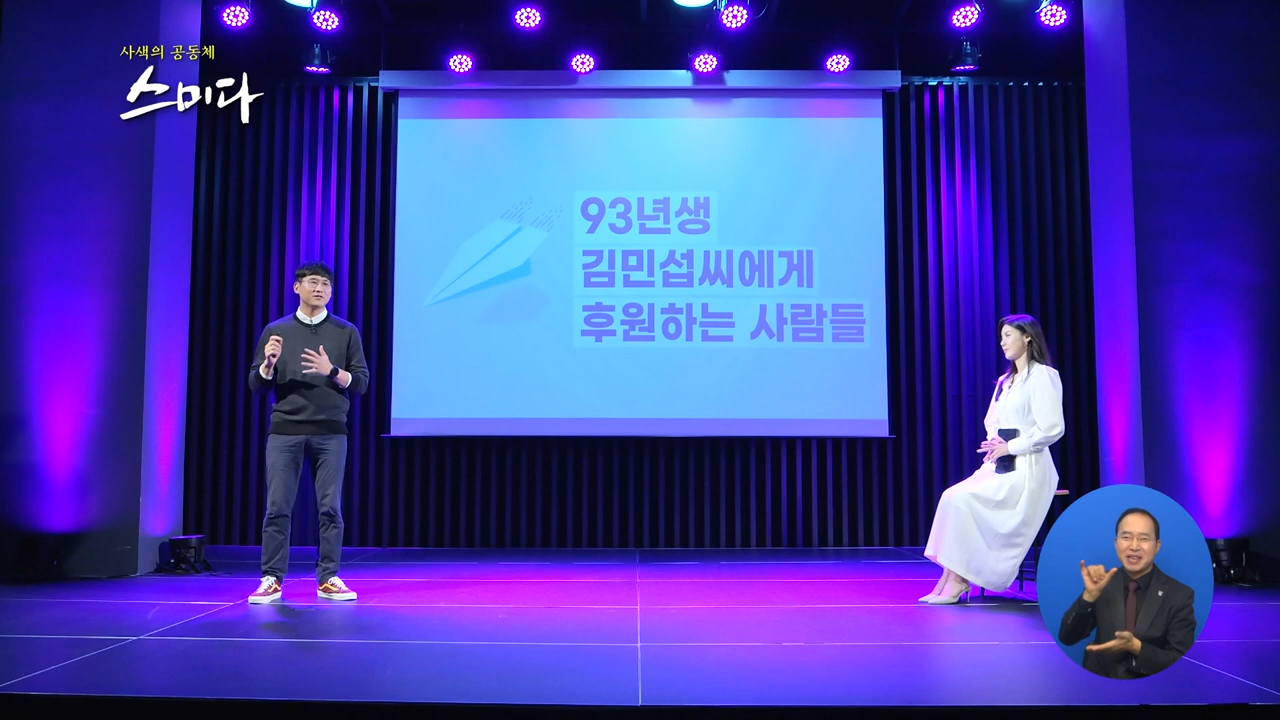 사색의 공동체
스미다
93년생
김민섭씨에게
후원하는 사람들